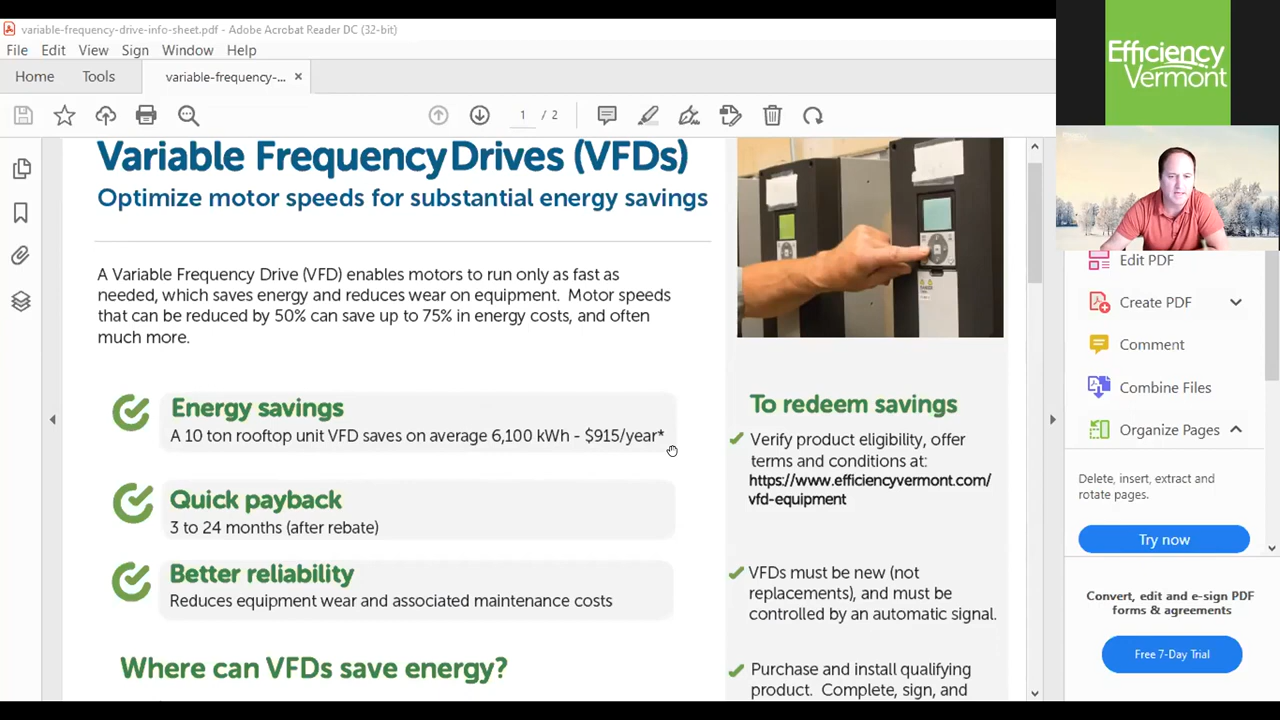 variable-frequency-drive-info-sheet.pdf - Adobe Acrobat Reader DC (32-bit)
File Edit View Sign Window Help
Home Tools variable-frequency-... ×
1 / 2
Variable Frequency Drives (VFDs)
Optimize motor speeds for substantial energy savings
A Variable Frequency Drive (VFD) enables motors to run only as fast as
needed, which saves energy and reduces wear on equipment. Motor speeds
that can be reduced by 50% can save up to 75% in energy costs, and often
much more.
Energy savings
A 10 ton rooftop unit VFD saves on average 6,100 kWh - $915/year*
Quick payback
3 to 24 months (after rebate)
Better reliability
Reduces equipment wear and associated maintenance costs
Where can VFDs save energy?
To redeem savings
Verify product eligibility, offer
terms and conditions at:
https://www.efficiencyvermont.com/
vfd-equipment
VFDs must be new (not
replacements), and must be
controlled by an automatic signal.
Purchase and install qualifying
product. Complete, sign, and
Efficiency
Vermont
Edit PDF
Create PDF
Comment
Combine Files
Organize Pages
Delete, insert, extract and
rotate pages.
Try now
Convert, edit and e-sign PDF
forms & agreements
Free 7-Day Trial